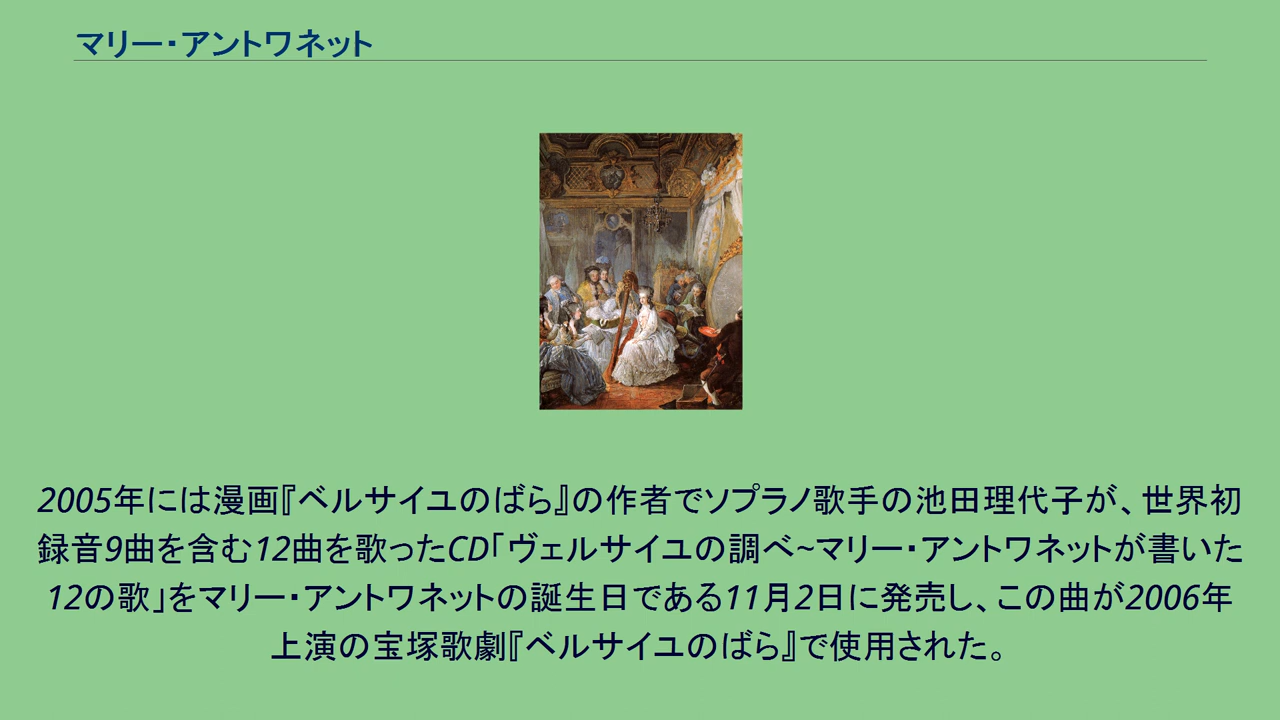 マリー・アントワネット
2005年には漫画『ベルサイユのばら』の作者でソプラノ歌手の池田理代子が、世界初
録音9曲を含む12曲を歌ったCD「ヴェルサイユの調べ~マリー・アントワネットが書いた
12の歌」をマリー・アントワネットの誕生日である11月2日に発売し、この曲が2006年
上演の宝塚歌劇『ベルサイユのばら』で使用された。